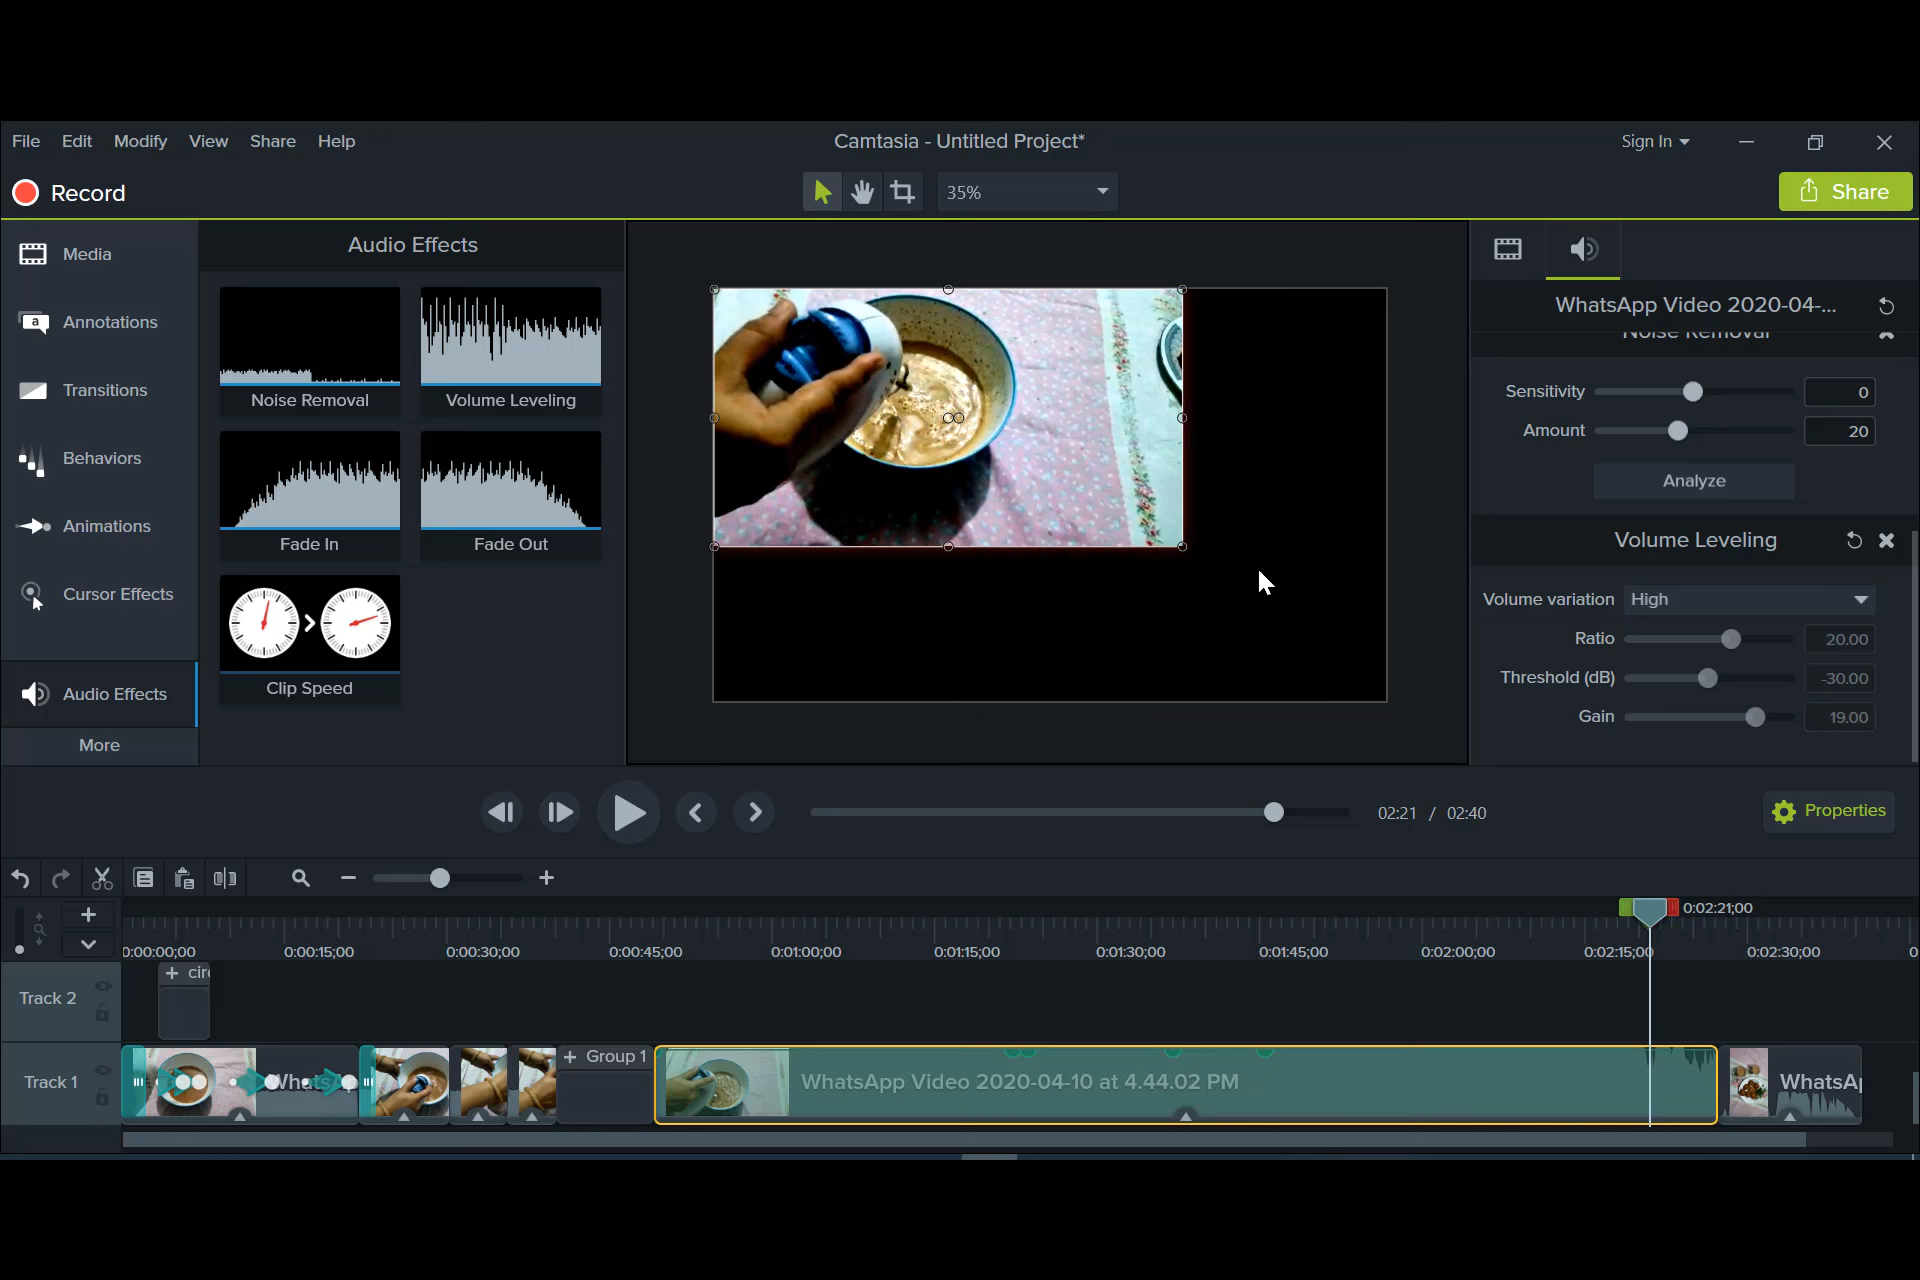 File Edit Modify View Share Help
Camtasia - Untitled Project*
Sign In
Record
35%
Share
Media
Annotations
Transitions
Behaviors
Animations
Cursor Effects
Audio Effects
More
Audio Effects
Noise Removal
Volume Leveling
Fade In
Fade Out
Clip Speed
WhatsApp Video 2020-04-...
Noise Removal
Sensitivity 0
Amount 20
Analyze
Volume Leveling
Volume variation High
Ratio 20.00
Threshold (dB) -30.00
Gain 19.00
02:21 / 02:40
Properties
0:02:21;00
0:00:00;00 0:00:15;00 0:00:30;00 0:00:45;00 0:01:00;00 0:01:15;00 0:01:30;00 0:01:45;00 0:02:00;00 0:02:15;00 0:02:30;00 0
Track 2
+ cir
Track 1
WhatsA
+ Group 1
WhatsApp Video 2020-04-10 at 4.44.02 PM
WhatsAp